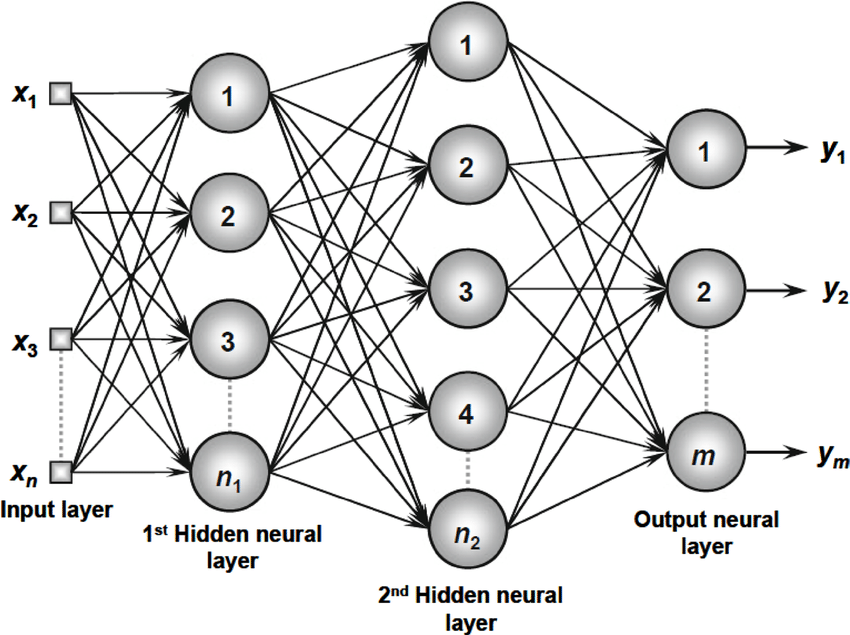 x1
x2
x3
xn
Input layer
1
2
3
n1
1st Hidden neural
layer
1
2
3
4
n2
2nd Hidden neural
layer
1
2
m
Output neural
layer
y1
y2
ym